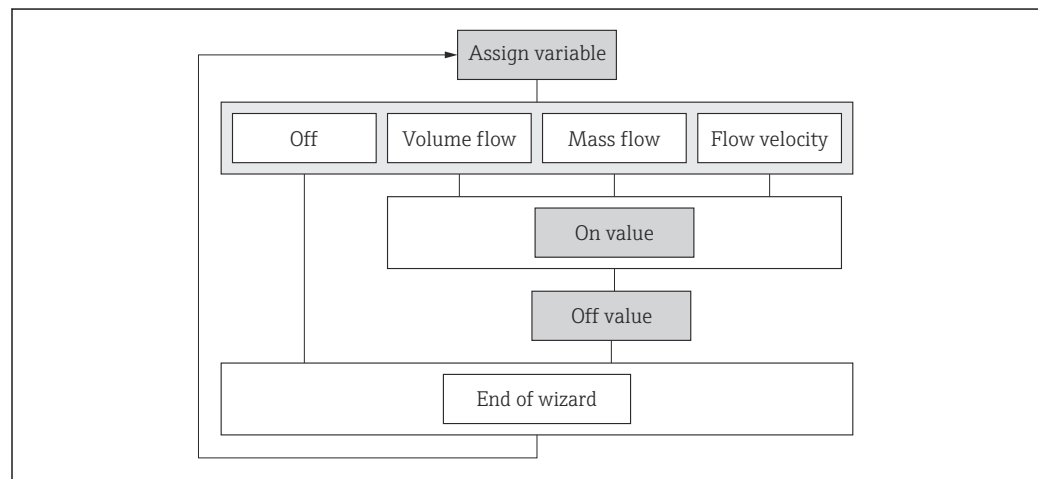 Assign variable
Off
Volume flow
Mass flow
Flow velocity
On value
Off value
End of wizard